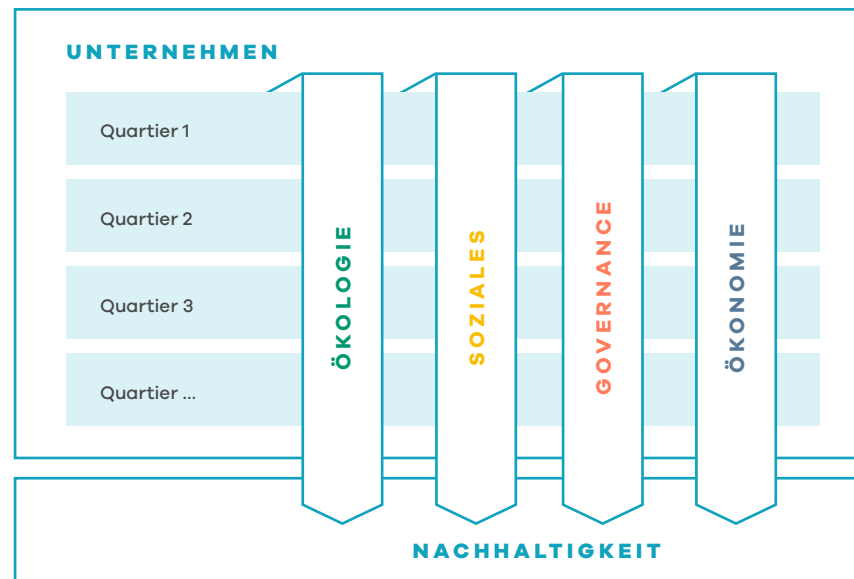 UNTERNEHMEN
Quartier 1
Quartier 2
Quartier 3
Quartier ...
ÖKOLOGIE
SOZIALES
GOVERNANCE
ÖKONOMIE
NACHHALTIGKEIT